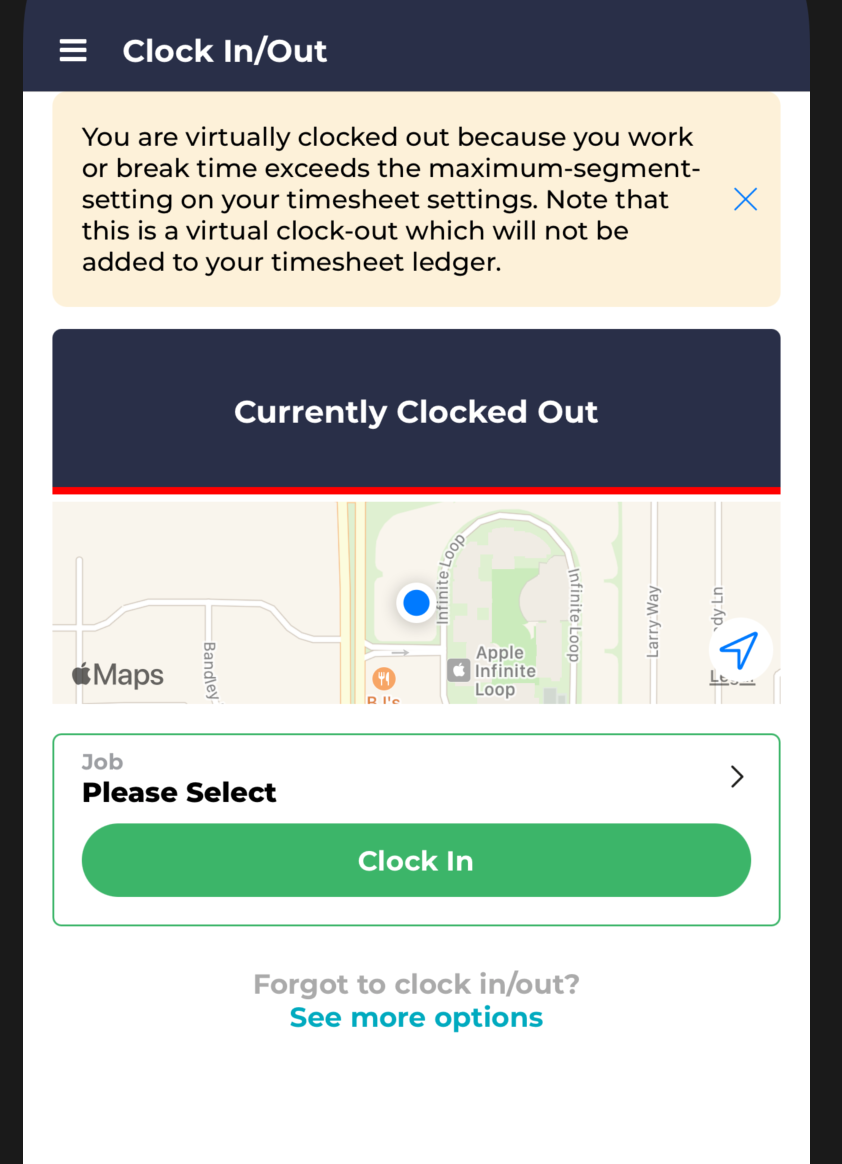 Clock In/Out
You are virtually clocked out because you work
or break time exceeds the maximum-segment-
setting on your timesheet settings. Note that
this is a virtual clock-out which will not be
added to your timesheet ledger.
Currently Clocked Out
Infinite Loop
Infinite Loop
Larry Way
dy Ln
Bandley
Maps
Apple
Infinite
Loop
BJ's
Job
Please Select
Clock In
Forgot to clock in/out?
See more options